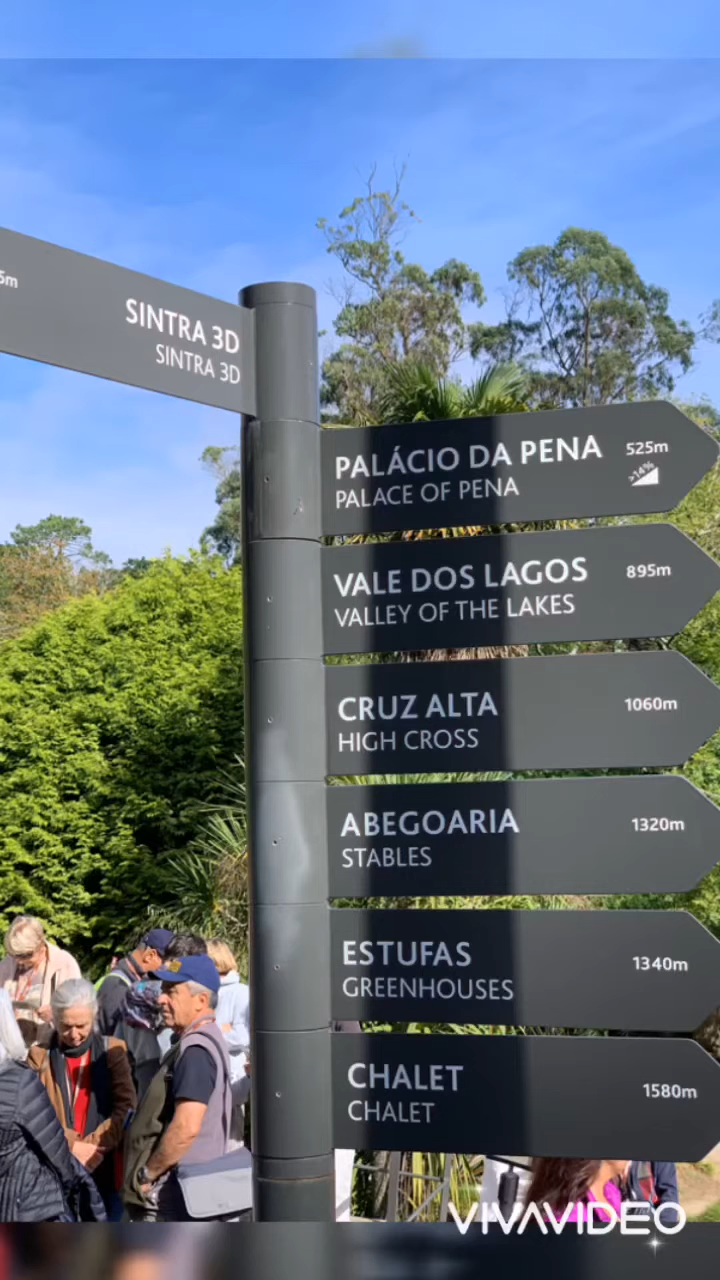 SINTRA 3D
SINTRA 3D
PALÁCIO DA PENA 525m
>14%
PALACE OF PENA
VALE DOS LAGOS 895m
VALLEY OF THE LAKES
CRUZ ALTA 1060m
HIGH CROSS
ABEGOARIA 1320m
STABLES
ESTUFAS 1340m
GREENHOUSES
CHALET 1580m
CHALET
VIVAVIDEO